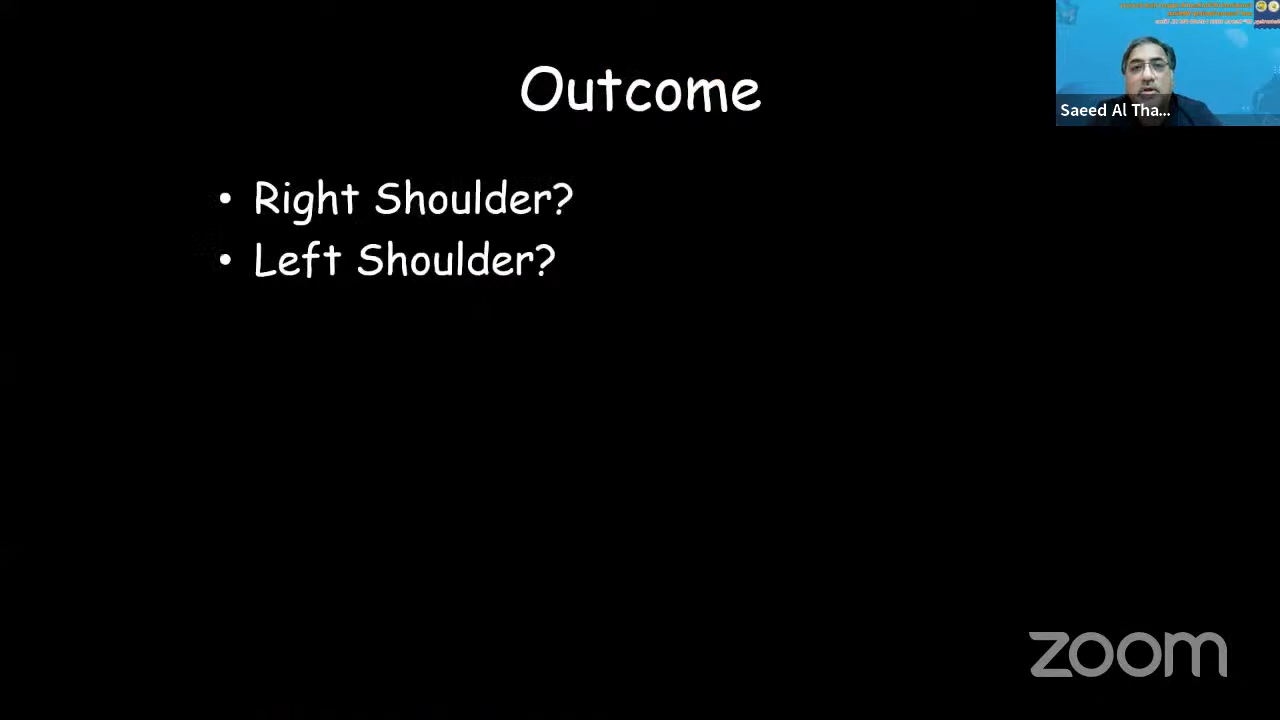 Outcome
• Right Shoulder?
• Left Shoulder?
Saeed Al Tha...
zoom